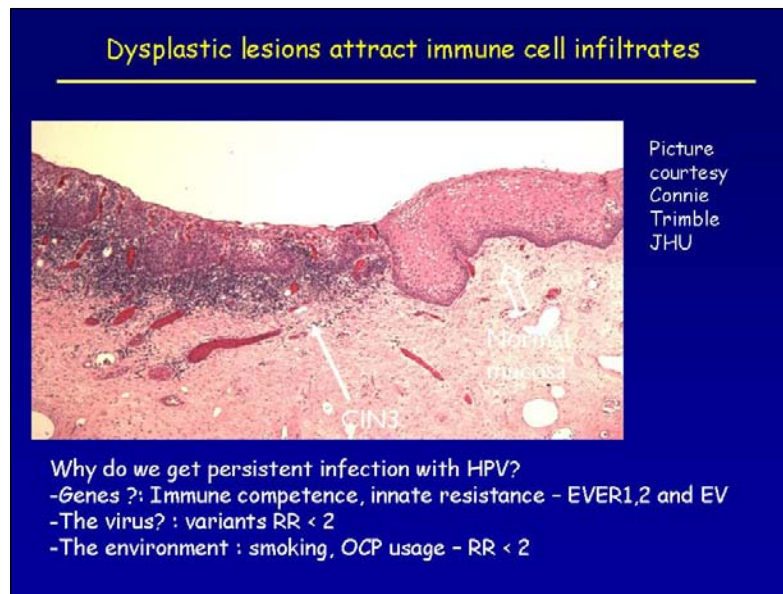 Dysplastic lesions attract immune cell infiltrates
Picture
courtesy
Connie
Trimble
JHU
Normal
mucosa
CIN3
Why do we get persistent infection with HPV?
-Genes ?: Immune competence, innate resistance – EVER1,2 and EV
-The virus? : variants RR < 2
-The environment : smoking, OCP usage – RR < 2